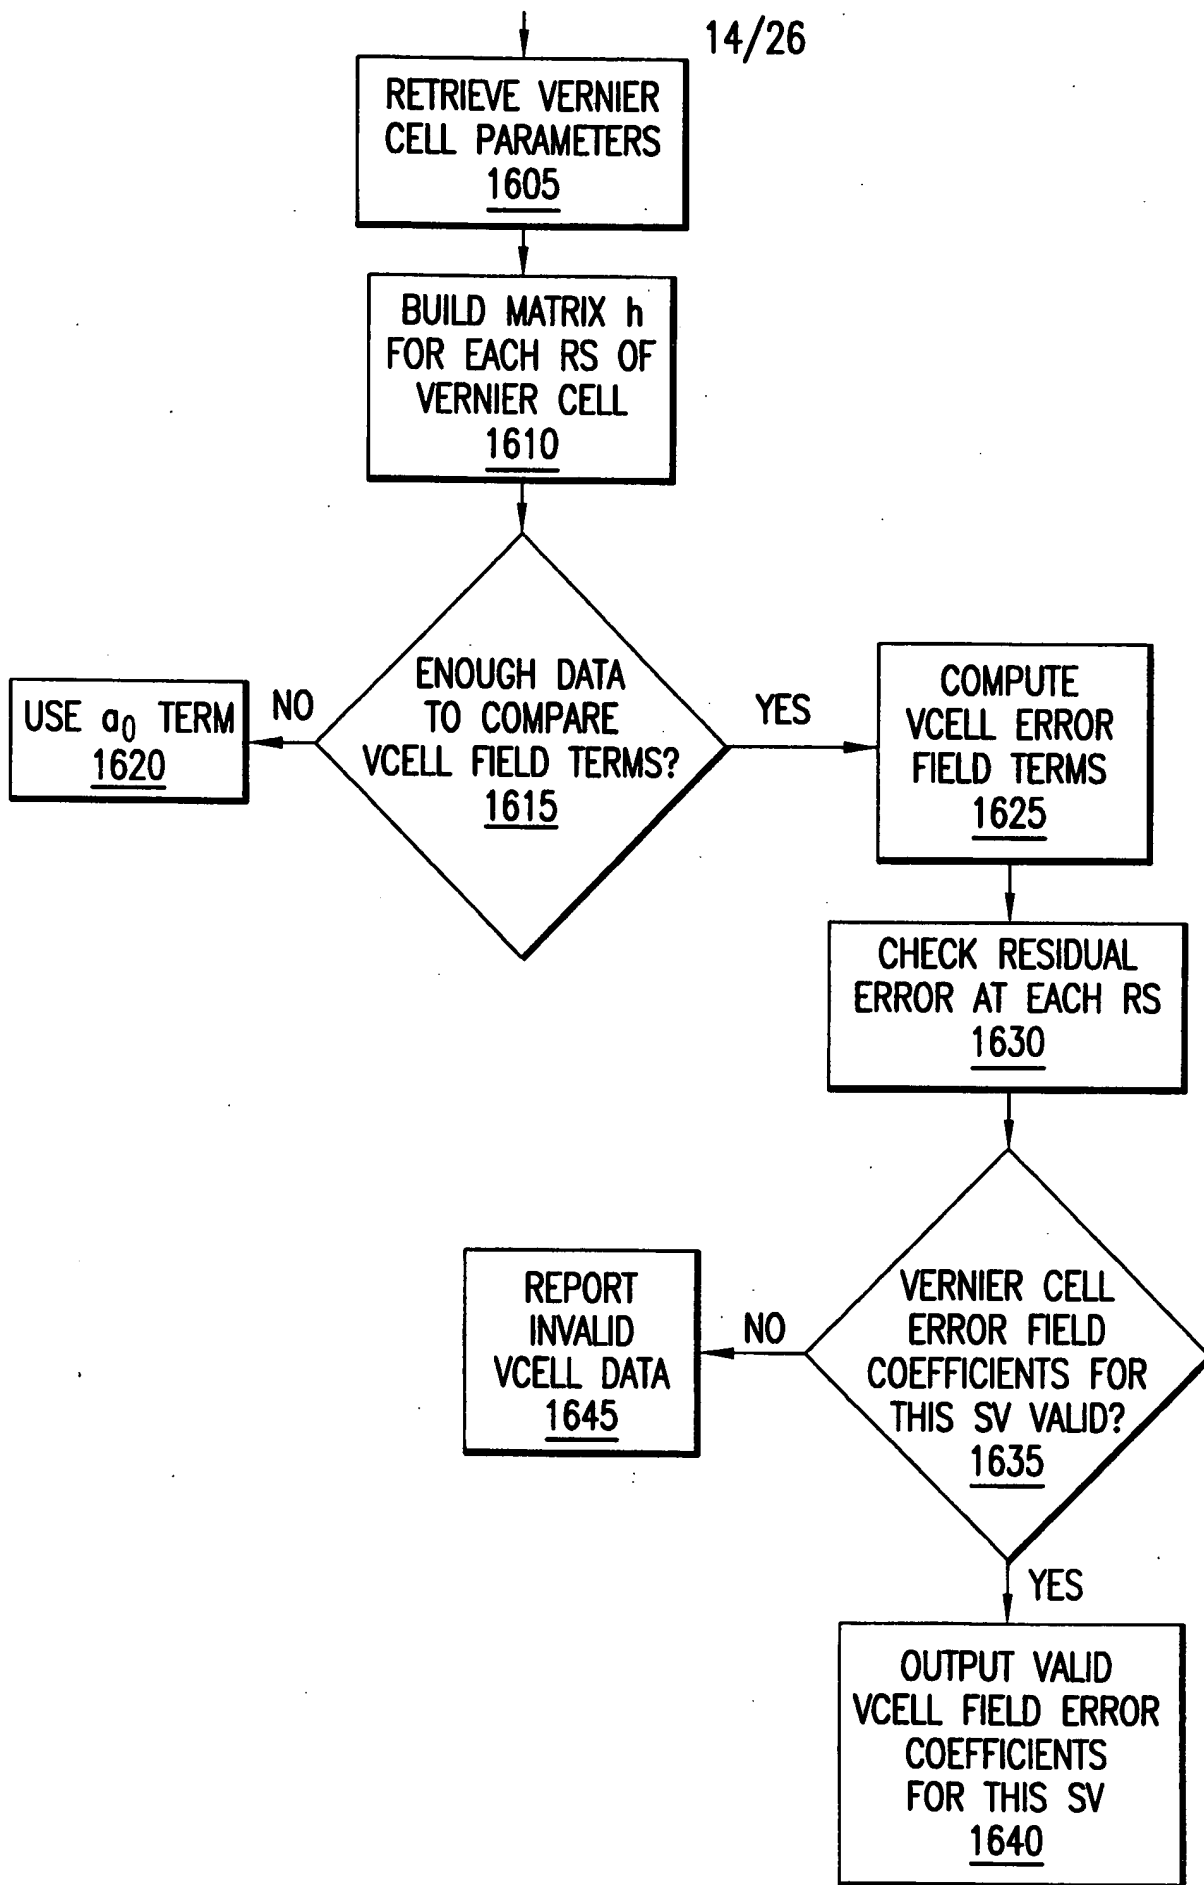 14/26
RETRIEVE VERNIER
CELL PARAMETERS
1605
BUILD MATRIX h
FOR EACH RS OF
VERNIER CELL
1610
ENOUGH DATA
TO COMPARE
VCELL FIELD TERMS?
1615
NO
USE a₀ TERM
1620
YES
COMPUTE
VCELL ERROR
FIELD TERMS
1625
CHECK RESIDUAL
ERROR AT EACH RS
1630
VERNIER CELL
ERROR FIELD
COEFFICIENTS FOR
THIS SV VALID?
1635
NO
REPORT
INVALID
VCELL DATA
1645
YES
OUTPUT VALID
VCELL FIELD ERROR
COEFFICIENTS
FOR THIS SV
1640